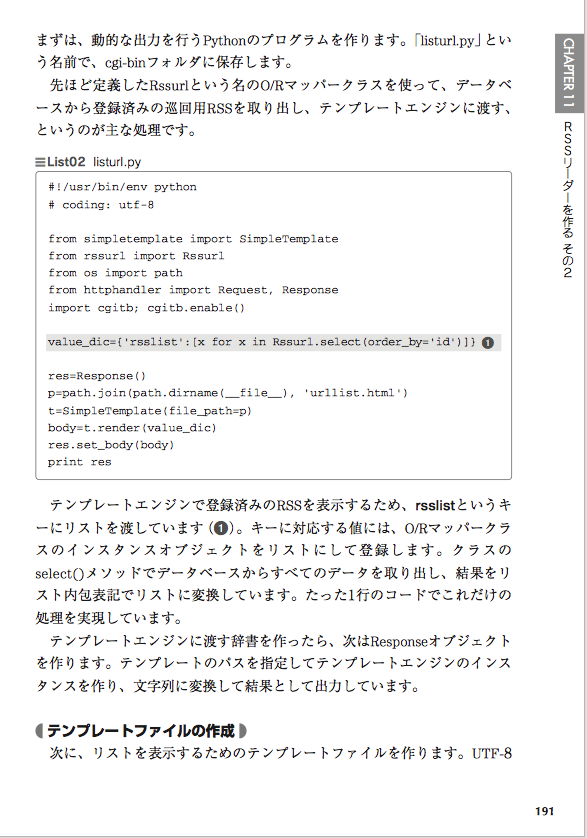 まずは、動的な出力を行うPythonのプログラムを作ります。「listurl.py」とい
う名前で、cgi-binフォルダに保存します。
先ほど定義したRssurlという名のO/Rマッパークラスを使って、データベ
ースから登録済みの巡回用RSSを取り出し、テンプレートエンジンに渡す、
というのが主な処理です。
List02 listurl.py
#!/usr/bin/env python
# coding: utf-8
from simpletemplate import SimpleTemplate
from rssurl import Rssurl
from os import path
from httphandler import Request, Response
import cgitb; cgitb.enable()
value_dic={'rsslist':[x for x in Rssurl.select(order_by='id')]} ❶
res=Response()
p=path.join(path.dirname(__file__), 'urllist.html')
t=SimpleTemplate(file_path=p)
body=t.render(value_dic)
res.set_body(body)
print res
テンプレートエンジンで登録済みのRSSを表示するため、rsslistというキ
ーにリストを渡しています(❶)。キーに対応する値には、O/Rマッパークラ
スのインスタンスオブジェクトをリストにして登録します。クラスの
select()メソッドでデータベースからすべてのデータを取り出し、結果をリ
スト内包表記でリストに変換しています。たった1行のコードでこれだけの
処理を実現しています。
テンプレートエンジンに渡す辞書を作ったら、次はResponseオブジェクト
を作ります。テンプレートのパスを指定してテンプレートエンジンのインス
タンスを作り、文字列に変換して結果として出力しています。
テンプレートファイルの作成
次に、リストを表示するためのテンプレートファイルを作ります。UTF-8
CHAPTER 11
RSSリーダーを作る その2
191